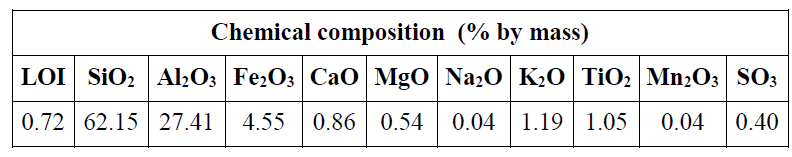 Chemical composition (% by mass)
LOI SiO₂ Al₂O₃ Fe₂O₃ CaO MgO Na₂O K₂O TiO₂ Mn₂O₃ SO₃
0.72 62.15 27.41 4.55 0.86 0.54 0.04 1.19 1.05 0.04 0.40